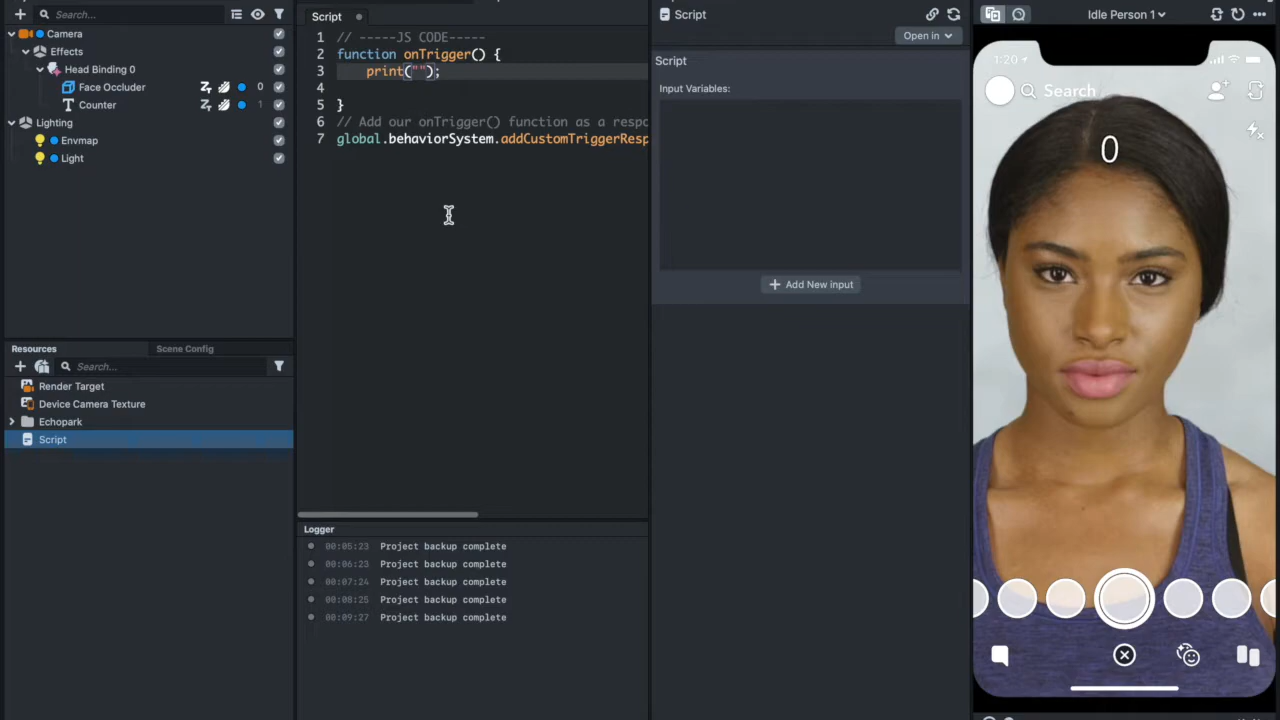 Search...
Camera
Effects
Head Binding 0
Face Occluder 0
Counter 1
Lighting
Envmap
Light
Resources
Scene Config
Search...
Render Target
Device Camera Texture
Echopark
Script
Script
1 // -----JS CODE-----
2 function onTrigger() {
3 print("");
4
5 }
6 // Add our onTrigger() function as a respo
7 global.behaviorSystem.addCustomTriggerResp
Logger
00:05:23 Project backup complete
00:06:23 Project backup complete
00:07:24 Project backup complete
00:08:25 Project backup complete
00:09:27 Project backup complete
Script
Open in
Script
Input Variables:
+ Add New input
Idle Person 1
1:20
Search
0